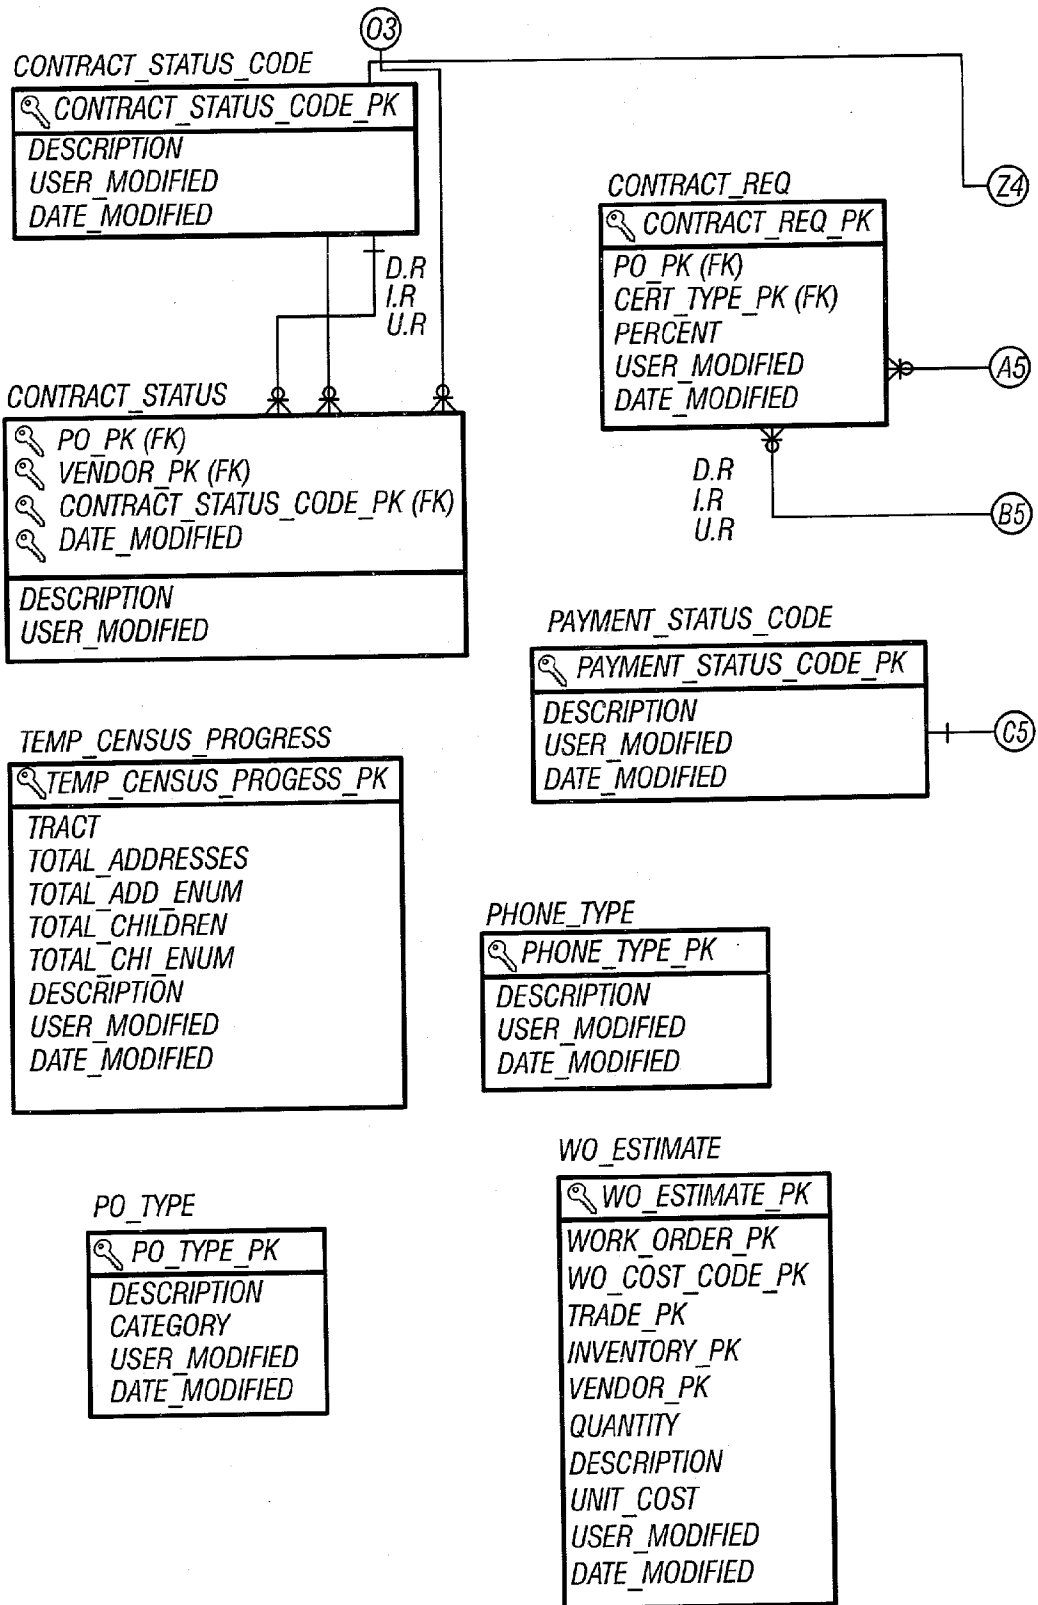 O3
CONTRACT_STATUS_CODE
CONTRACT_STATUS_CODE_PK
DESCRIPTION
USER_MODIFIED
DATE_MODIFIED
Z4
D.R
I.R
U.R
CONTRACT_REQ
CONTRACT_REQ_PK
PO_PK (FK)
CERT_TYPE_PK (FK)
PERCENT
USER_MODIFIED
DATE_MODIFIED
A5
D.R
I.R
U.R
B5
CONTRACT_STATUS
PO_PK (FK)
VENDOR_PK (FK)
CONTRACT_STATUS_CODE_PK (FK)
DATE_MODIFIED
DESCRIPTION
USER_MODIFIED
PAYMENT_STATUS_CODE
PAYMENT_STATUS_CODE_PK
DESCRIPTION
USER_MODIFIED
DATE_MODIFIED
C5
TEMP_CENSUS_PROGRESS
TEMP_CENSUS_PROGESS_PK
TRACT
TOTAL_ADDRESSES
TOTAL_ADD_ENUM
TOTAL_CHILDREN
TOTAL_CHI_ENUM
DESCRIPTION
USER_MODIFIED
DATE_MODIFIED
PHONE_TYPE
PHONE_TYPE_PK
DESCRIPTION
USER_MODIFIED
DATE_MODIFIED
PO_TYPE
PO_TYPE_PK
DESCRIPTION
CATEGORY
USER_MODIFIED
DATE_MODIFIED
WO_ESTIMATE
WO_ESTIMATE_PK
WORK_ORDER_PK
WO_COST_CODE_PK
TRADE_PK
INVENTORY_PK
VENDOR_PK
QUANTITY
DESCRIPTION
UNIT_COST
USER_MODIFIED
DATE_MODIFIED